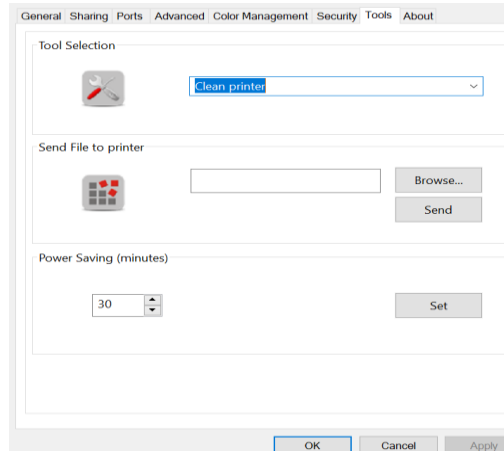 General Sharing Ports Advanced Color Management Security Tools About
Tool Selection
Clean printer
Send File to printer
Browse...
Send
Power Saving (minutes)
30
Set
OK Cancel Apply